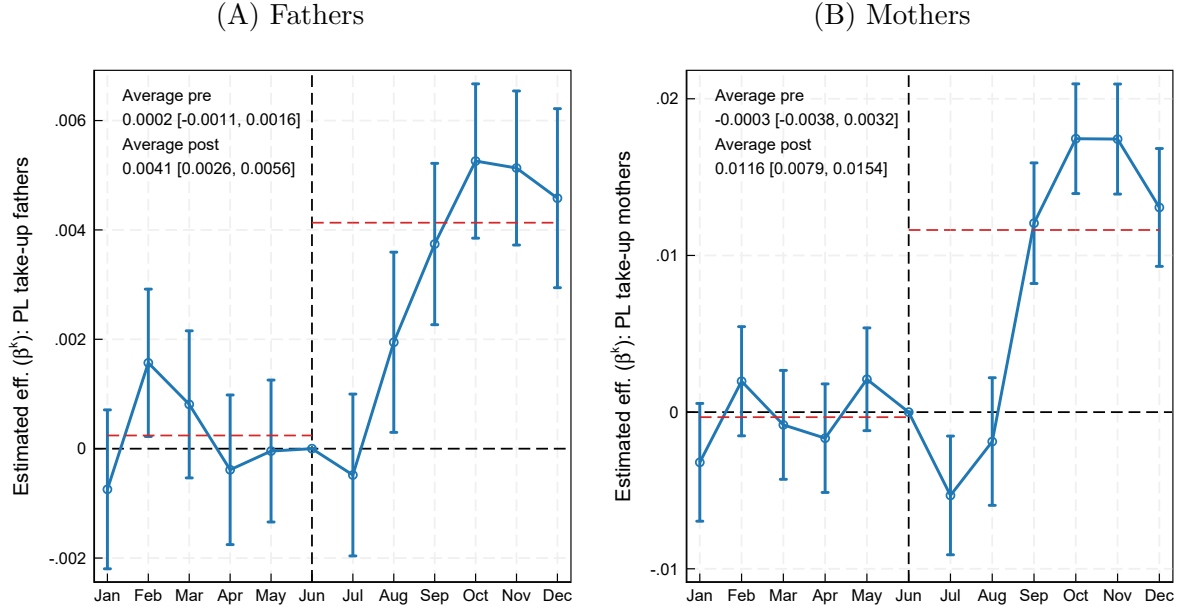 (A) Fathers
Estimated eff. (βᵏ): PL take-up fathers
.006
.004
.002
0
-.002
Average pre
0.0002 [-0.0011, 0.0016]
Average post
0.0041 [0.0026, 0.0056]
Jan Feb Mar Apr May Jun Jul Aug Sep Oct Nov Dec
(B) Mothers
Estimated eff. (βᵏ): PL take-up mothers
.02
.01
0
-.01
Average pre
-0.0003 [-0.0038, 0.0032]
Average post
0.0116 [0.0079, 0.0154]
Jan Feb Mar Apr May Jun Jul Aug Sep Oct Nov Dec